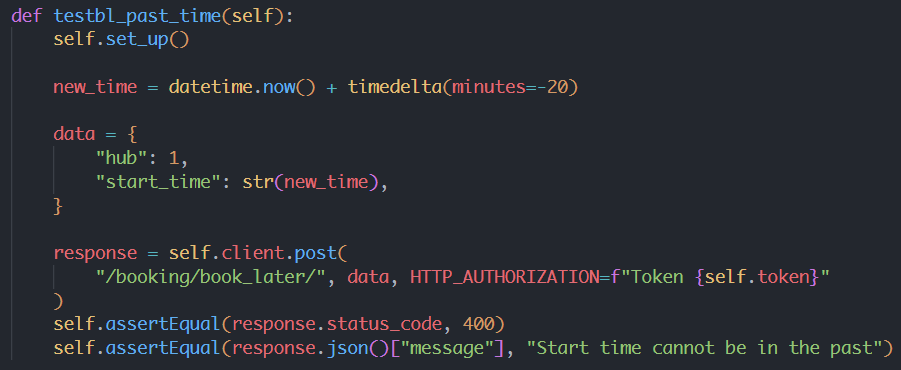 def testbl_past_time(self):
    self.set_up()

    new_time = datetime.now() + timedelta(minutes=-20)

    data = {
        "hub": 1,
        "start_time": str(new_time),
    }

    response = self.client.post(
        "/booking/book_later/", data, HTTP_AUTHORIZATION=f"Token {self.token}"
    )
    self.assertEqual(response.status_code, 400)
    self.assertEqual(response.json()["message"], "Start time cannot be in the past")